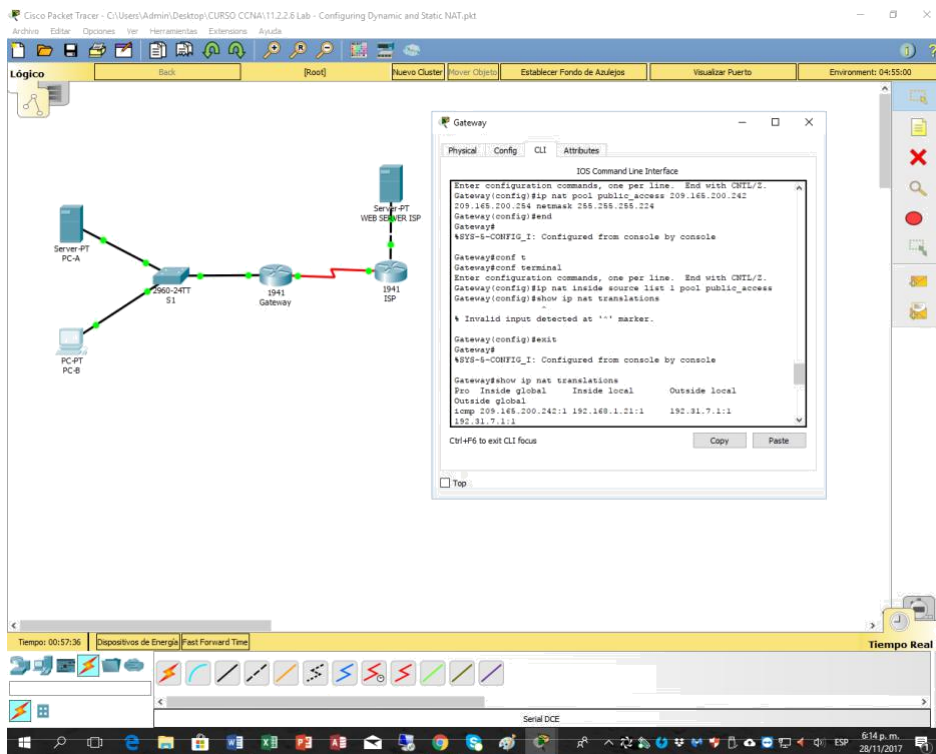 Cisco Packet Tracer - C:\Users\Admin\Desktop\CURSO CCNA\11.2.2.6 Lab - Configuring Dynamic and Static NAT.pkt
Archivo Editar Opciones Ver Herramientas Extensions Ayuda
Lógico
Back
[Root]
Nuevo Cluster
Mover Objeto
Establecer Fondo de Azulejos
Visualizar Puerto
Environment: 04:55:00
Server-PT
WEB SERVER ISP
Server-PT
PC-A
2960-24TT
S1
1941
Gateway
1941
ISP
PC-PT
PC-B
Gateway
Physical Config CLI Attributes
IOS Command Line Interface
Enter configuration commands, one per line. End with CNTL/Z.
Gateway(config)#ip nat pool public_access 209.165.200.242
209.165.200.254 netmask 255.255.255.224
Gateway(config)#end
Gateway#
%SYS-5-CONFIG_I: Configured from console by console
Gateway#conf t
Gateway#conf terminal
Enter configuration commands, one per line. End with CNTL/Z.
Gateway(config)#ip nat inside source list 1 pool public_access
Gateway(config)#show ip nat translations
^
% Invalid input detected at '^' marker.
Gateway(config)#exit
Gateway#
%SYS-5-CONFIG_I: Configured from console by console
Gateway#show ip nat translations
Pro Inside global Inside local Outside local
Outside global
icmp 209.165.200.242:1 192.168.1.21:1 192.31.7.1:1
192.31.7.1:1
Ctrl+F6 to exit CLI focus
Copy
Paste
Top
Tiempo: 00:57:36
Dispositivos de Energía
Fast Forward Time
Tiempo Real
Serial DCE
ESP
6:14 p.m.
28/11/2017